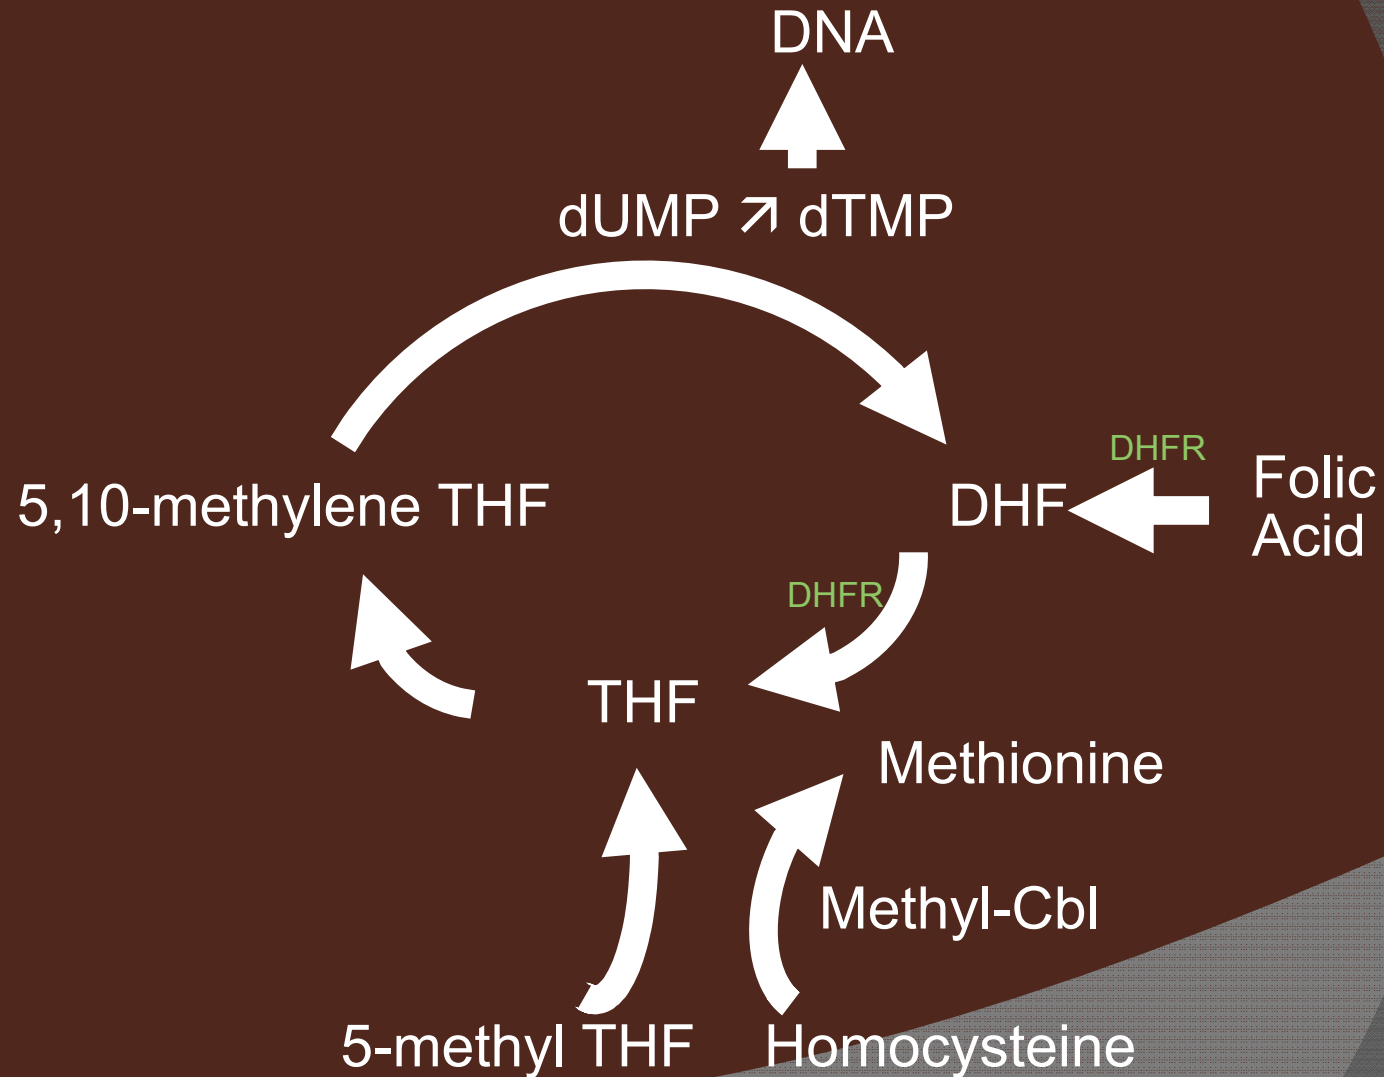 DNA
dUMP ↗ dTMP
DHFR
5,10-methylene THF
DHF
Folic
Acid
DHFR
THF
Methionine
Methyl-Cbl
5-methyl THF
Homocysteine